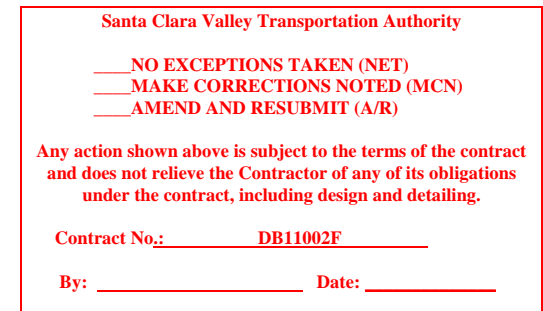 Santa Clara Valley Transportation Authority
____NO EXCEPTIONS TAKEN (NET)
____MAKE CORRECTIONS NOTED (MCN)
____AMEND AND RESUBMIT (A/R)
Any action shown above is subject to the terms of the contract
and does not relieve the Contractor of any of its obligations
under the contract, including design and detailing.
Contract No.: DB11002F
By: ____________________ Date: ______________